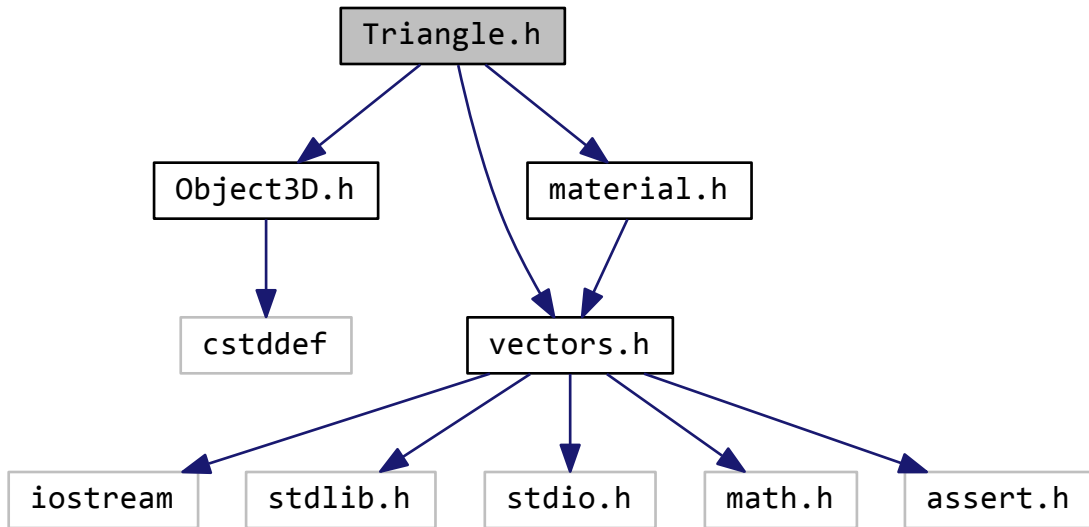 Triangle.h
Object3D.h
material.h
cstddef
vectors.h
iostream
stdlib.h
stdio.h
math.h
assert.h